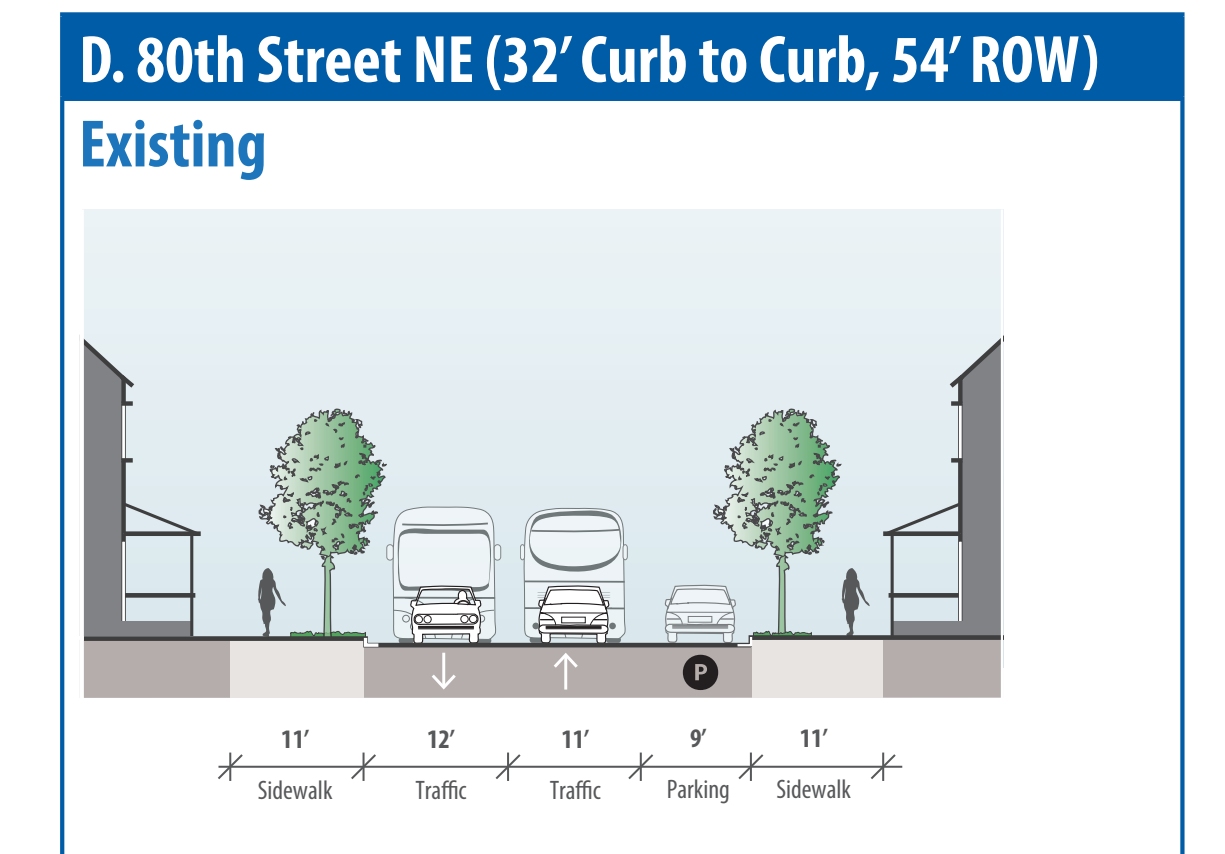 D. 80th Street NE (32’ Curb to Curb, 54’ ROW)
Existing
P
11’ 12’ 11’ 9’ 11’
Sidewalk Traffic Traffic Parking Sidewalk